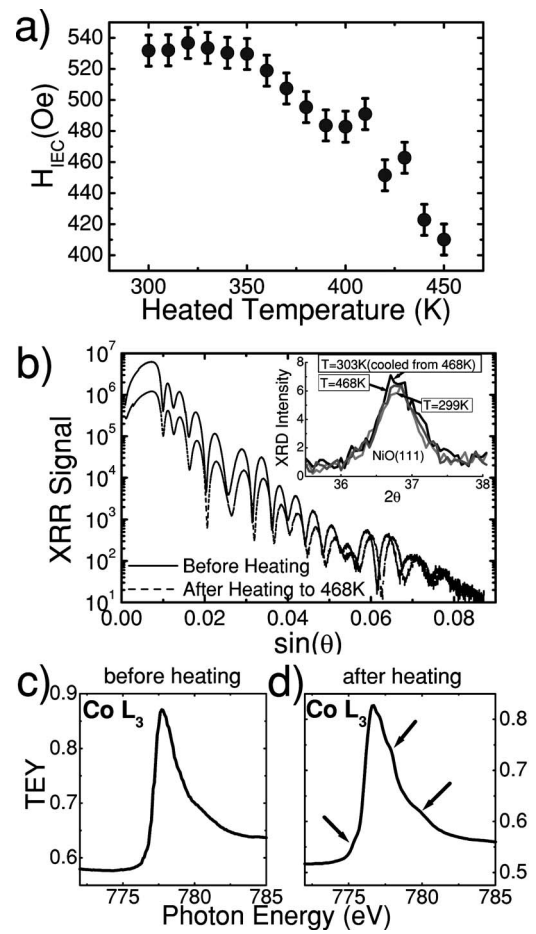 a)
540
520
500
480
460
440
420
400
H_IEC(Oe)
300 350 400 450
Heated Temperature (K)
b)
10^7
10^6
10^5
10^4
10^3
10^2
10^1
XRR Signal
0.00 0.02 0.04 0.06 0.08
sin(θ)
Before Heating
After Heating to 468K
8
6
4
2
0
XRD Intensity
T=303K(cooled from 468K)
T=468K
T=299K
NiO(111)
36 37 38
2θ
c) before heating
Co L3
0.9
0.8
0.7
0.6
TEY
775 780 785
d) after heating
Co L3
0.8
0.7
0.6
0.5
775 780 785
Photon Energy (eV)